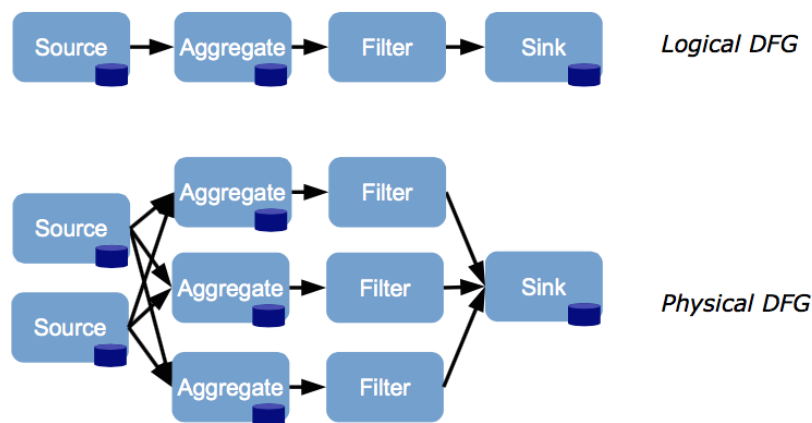 Source Aggregate Filter Sink Logical DFG
Aggregate Filter
Source
Aggregate Filter Sink
Physical DFG
Source
Aggregate Filter